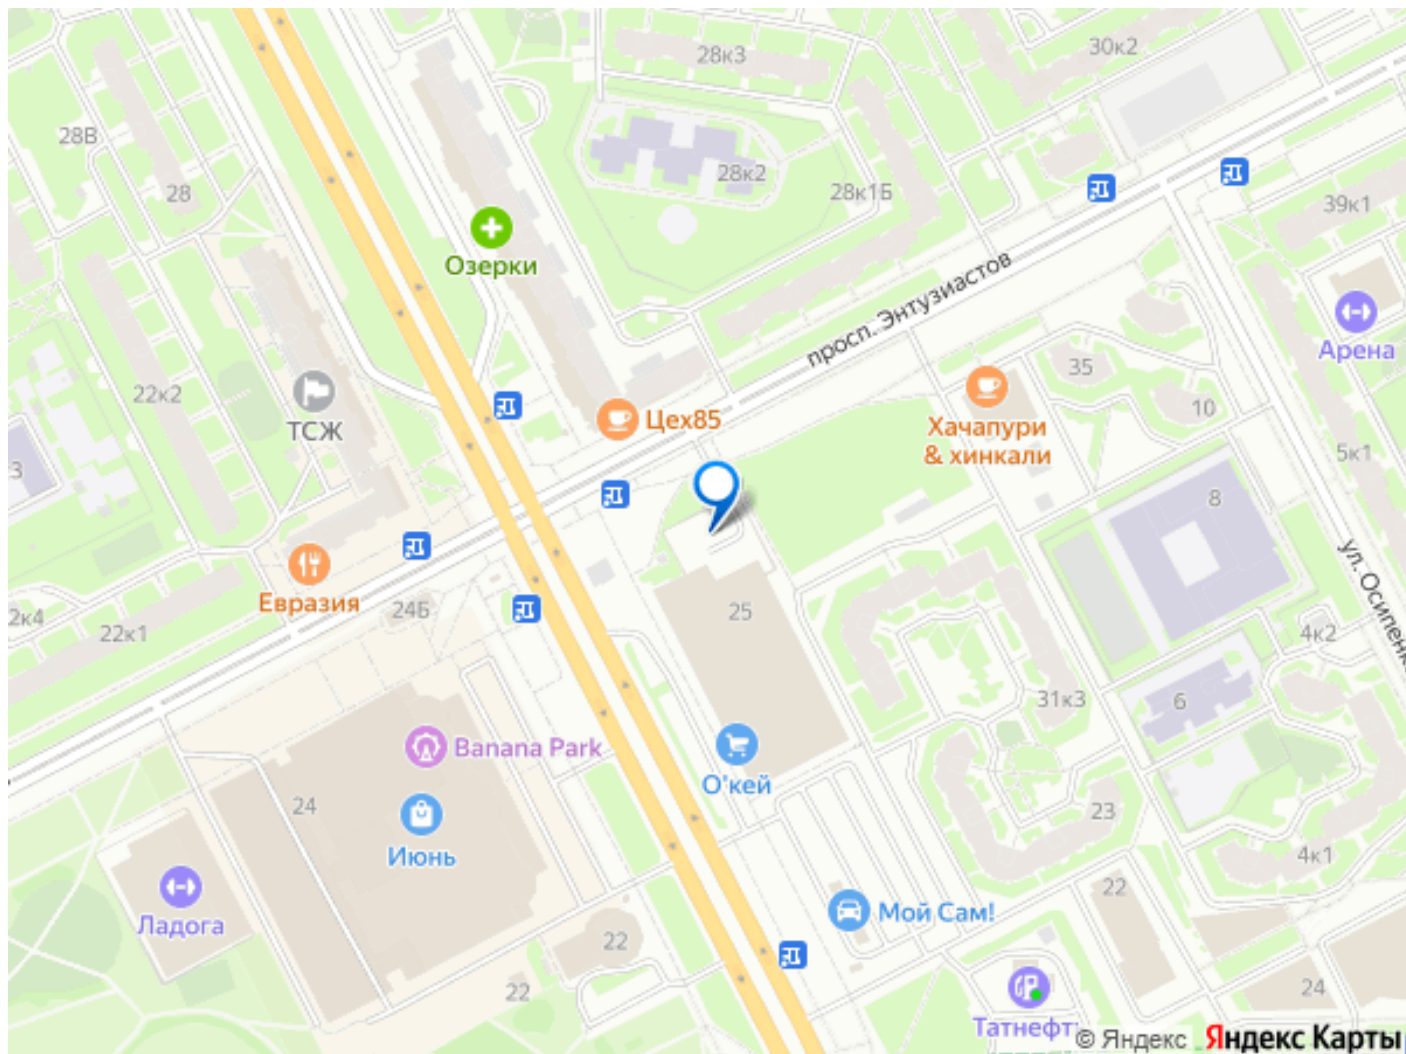 28к3
30к2
28В
28к2
28
28к1Б
39к1
Озерки
просп. Энтузиастов
Арена
22к2
35
ТСЖ
Цех85
10
Хачапури
& хинкали
5к1
3
8
ул. Осипенк
Евразия
24Б
25
2к4
22к1
4к2
31к3
6
Banana Park
О'кей
24
23
Июнь
4к1
22
Мой Сам!
Ладога
22
22
24
Татнефт
© Яндекс Яндекс Карты